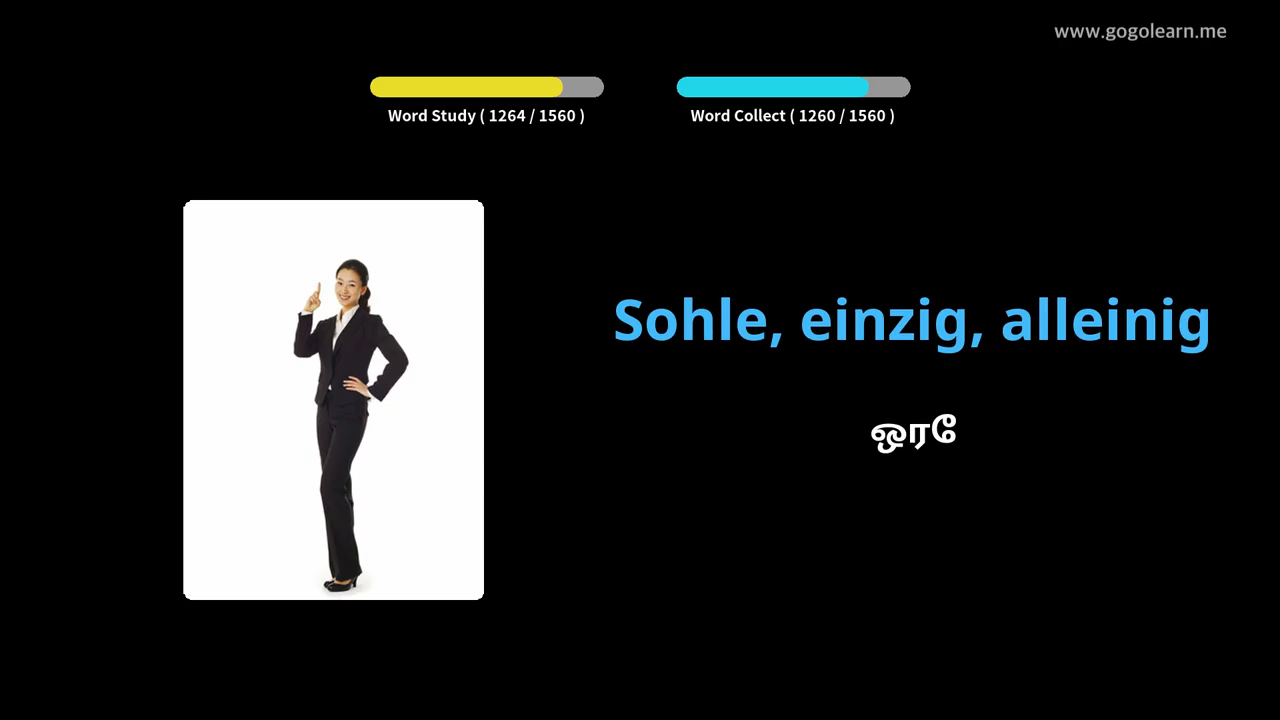 www.gogolearn.me
Word Study ( 1264 / 1560 )
Word Collect ( 1260 / 1560 )
Sohle, einzig, alleinig
ஒரே